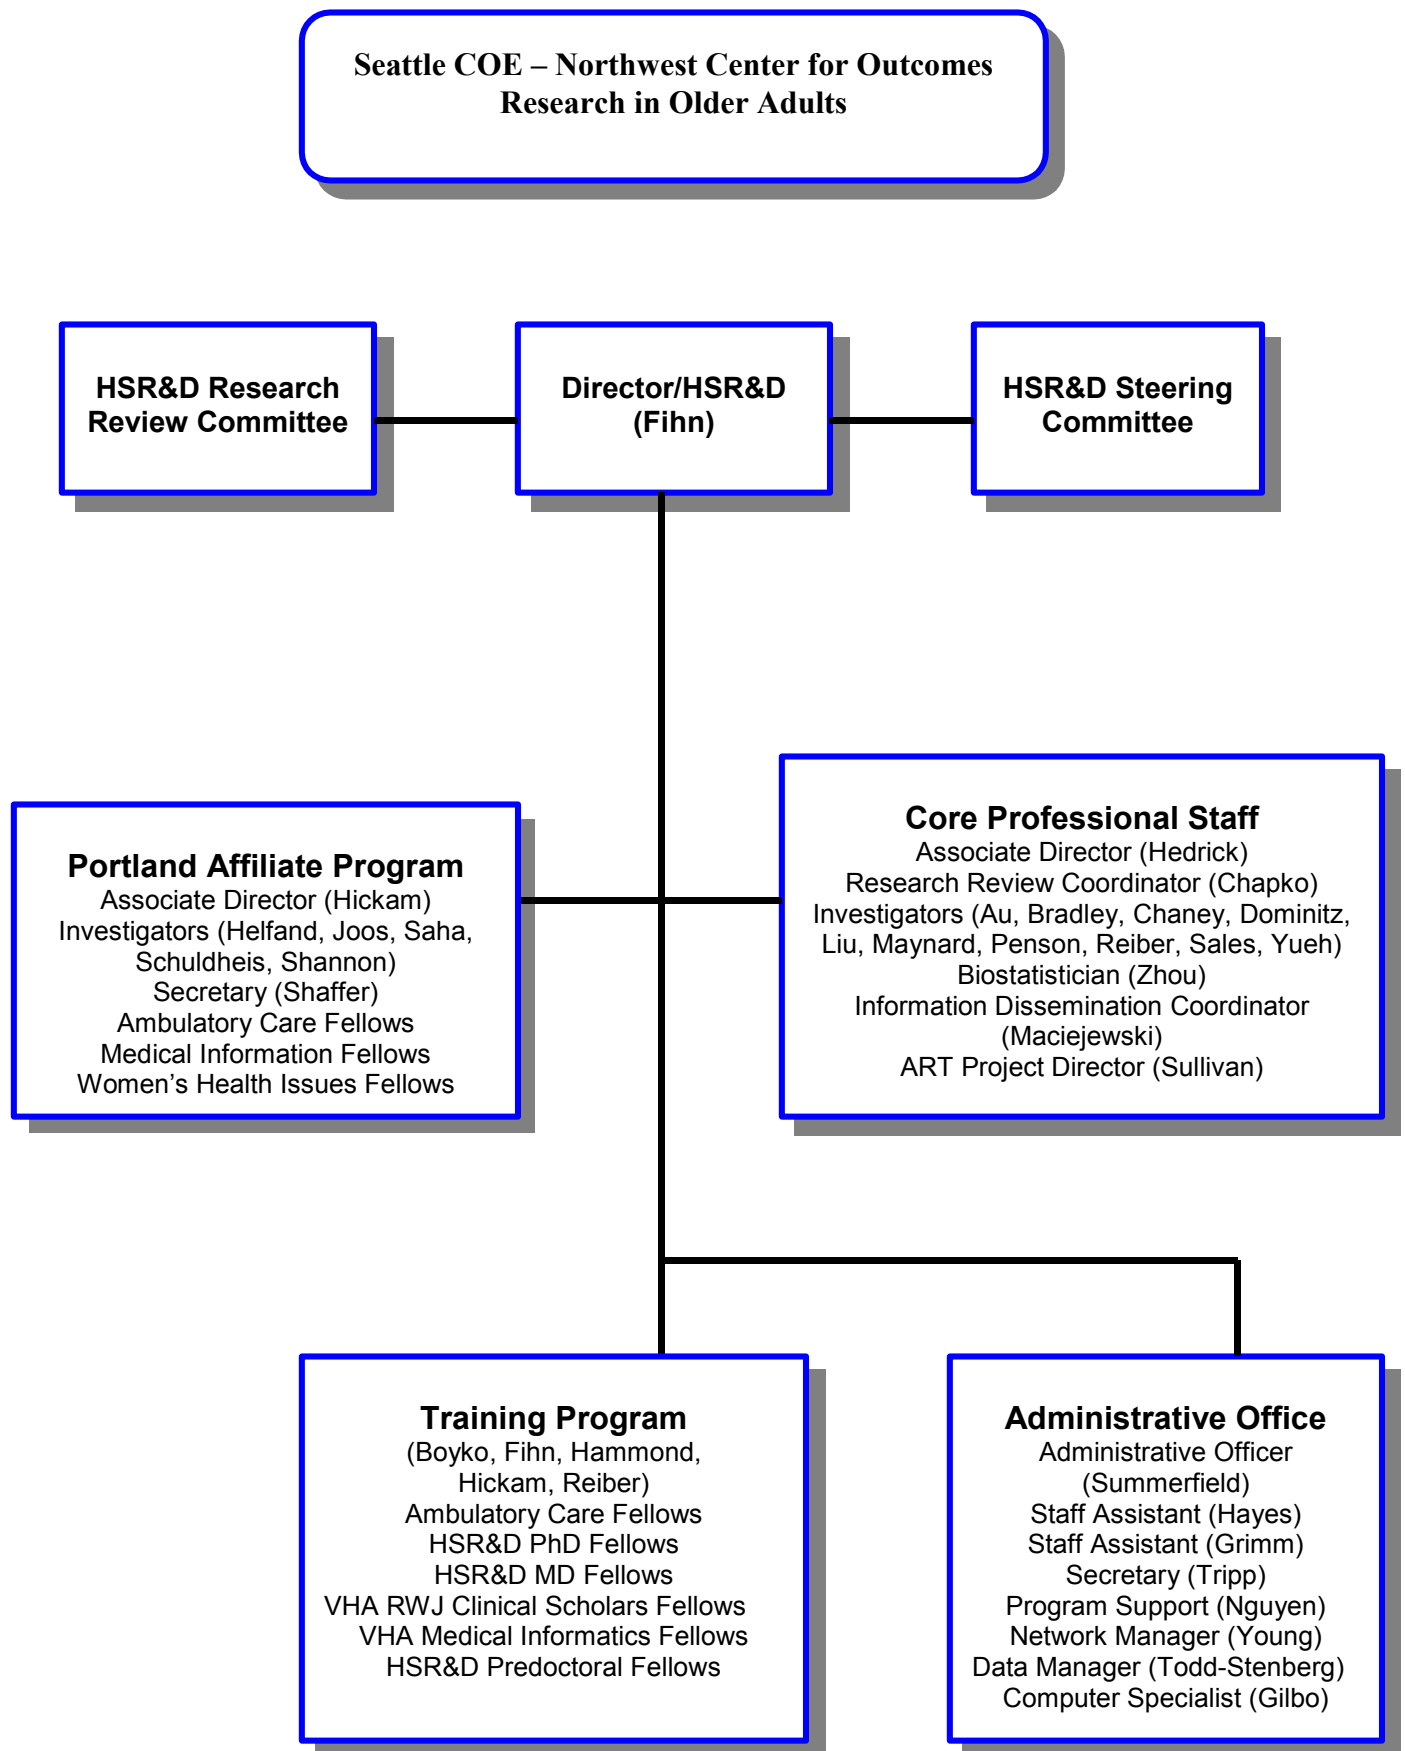 Seattle COE – Northwest Center for Outcomes
Research in Older Adults
HSR&D Research
Review Committee
Director/HSR&D
(Fihn)
HSR&D Steering
Committee
Portland Affiliate Program
Associate Director (Hickam)
Investigators (Helfand, Joos, Saha,
Schuldheis, Shannon)
Secretary (Shaffer)
Ambulatory Care Fellows
Medical Information Fellows
Women’s Health Issues Fellows
Core Professional Staff
Associate Director (Hedrick)
Research Review Coordinator (Chapko)
Investigators (Au, Bradley, Chaney, Dominitz,
Liu, Maynard, Penson, Reiber, Sales, Yueh)
Biostatistician (Zhou)
Information Dissemination Coordinator
(Maciejewski)
ART Project Director (Sullivan)
Training Program
(Boyko, Fihn, Hammond,
Hickam, Reiber)
Ambulatory Care Fellows
HSR&D PhD Fellows
HSR&D MD Fellows
VHA RWJ Clinical Scholars Fellows
VHA Medical Informatics Fellows
HSR&D Predoctoral Fellows
Administrative Office
Administrative Officer
(Summerfield)
Staff Assistant (Hayes)
Staff Assistant (Grimm)
Secretary (Tripp)
Program Support (Nguyen)
Network Manager (Young)
Data Manager (Todd-Stenberg)
Computer Specialist (Gilbo)